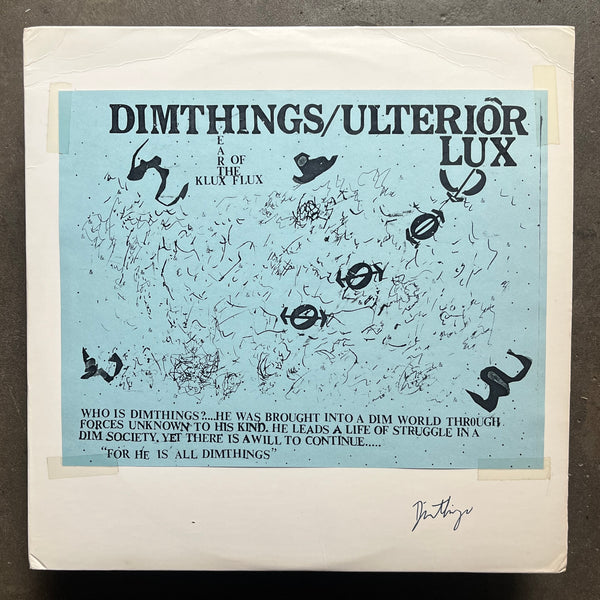 DIMTHINGS/ULTERIOR
LUX
HEART OF
THE
KLUX FLUX
WHO IS DIMTHINGS?....HE WAS BROUGHT INTO A DIM WORLD THROUGH
FORCES UNKNOWN TO HIS KIND. HE LEADS A LIFE OF STRUGGLE IN A
DIM SOCIETY, YET THERE IS A WILL TO CONTINUE.....
"FOR HE IS ALL DIMTHINGS"
Dimthings